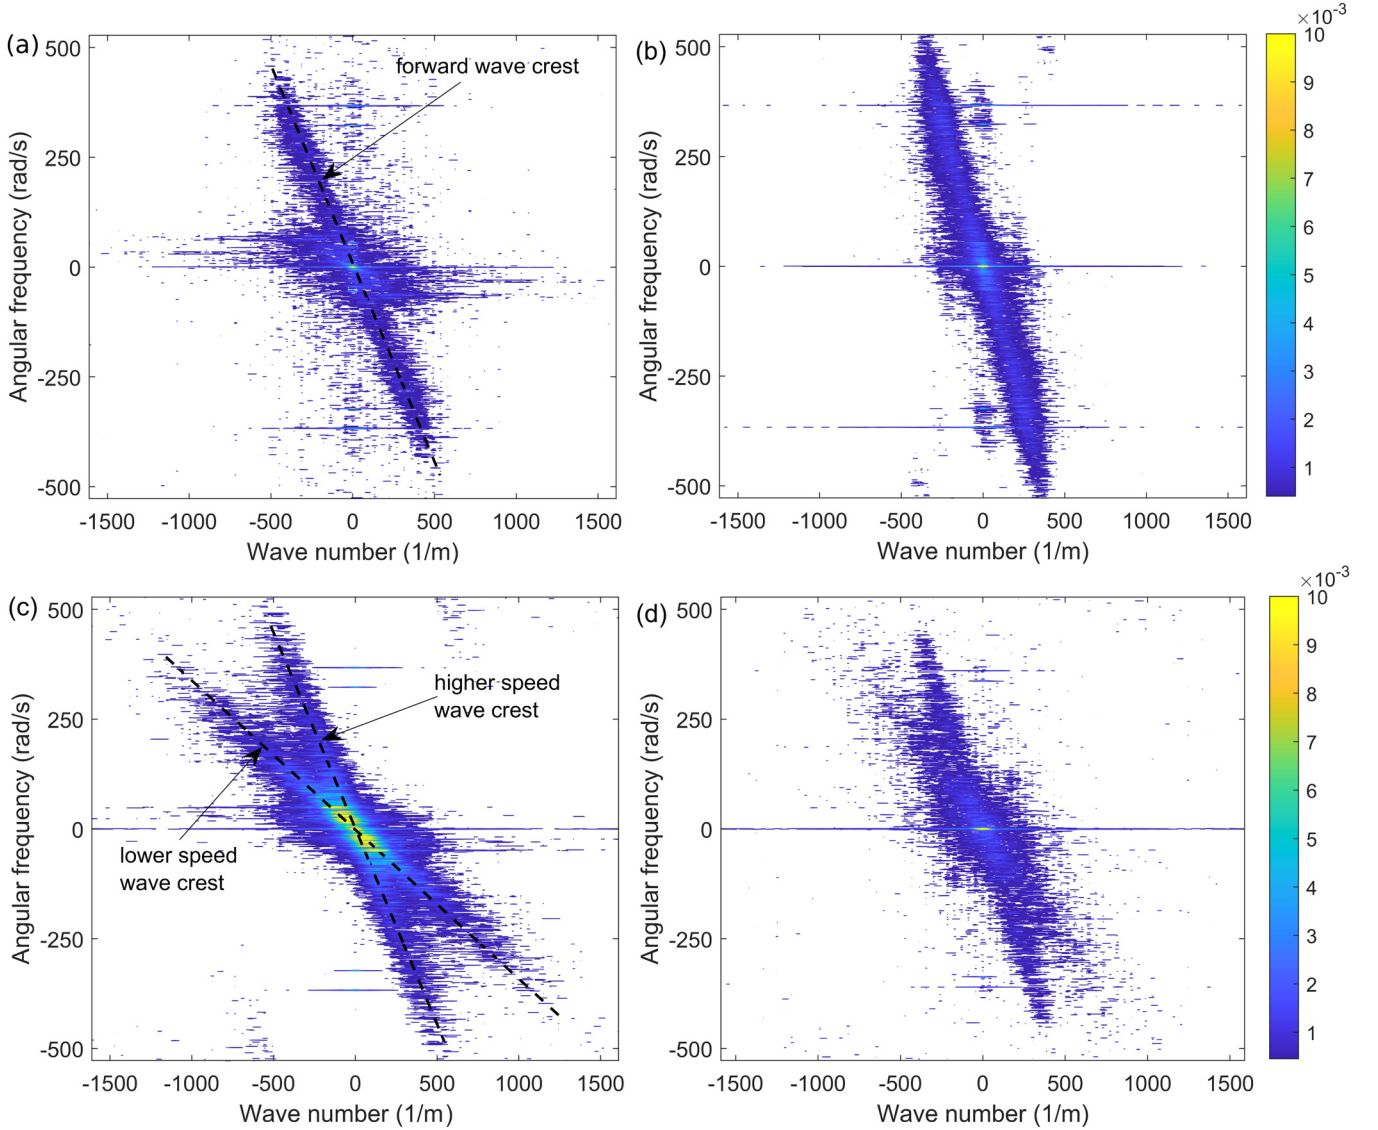 (a)
500
250
0
-250
-500
Angular frequency (rad/s)
-1500 -1000 -500 0 500 1000 1500
Wave number (1/m)
forward wave crest
(b)
500
250
0
-250
-500
Angular frequency (rad/s)
-1500 -1000 -500 0 500 1000 1500
Wave number (1/m)
×10⁻³
10
9
8
7
6
5
4
3
2
1
(c)
500
250
0
-250
-500
Angular frequency (rad/s)
-1500 -1000 -500 0 500 1000 1500
Wave number (1/m)
higher speed
wave crest
lower speed
wave crest
(d)
500
250
0
-250
-500
Angular frequency (rad/s)
-1500 -1000 -500 0 500 1000 1500
Wave number (1/m)
×10⁻³
10
9
8
7
6
5
4
3
2
1